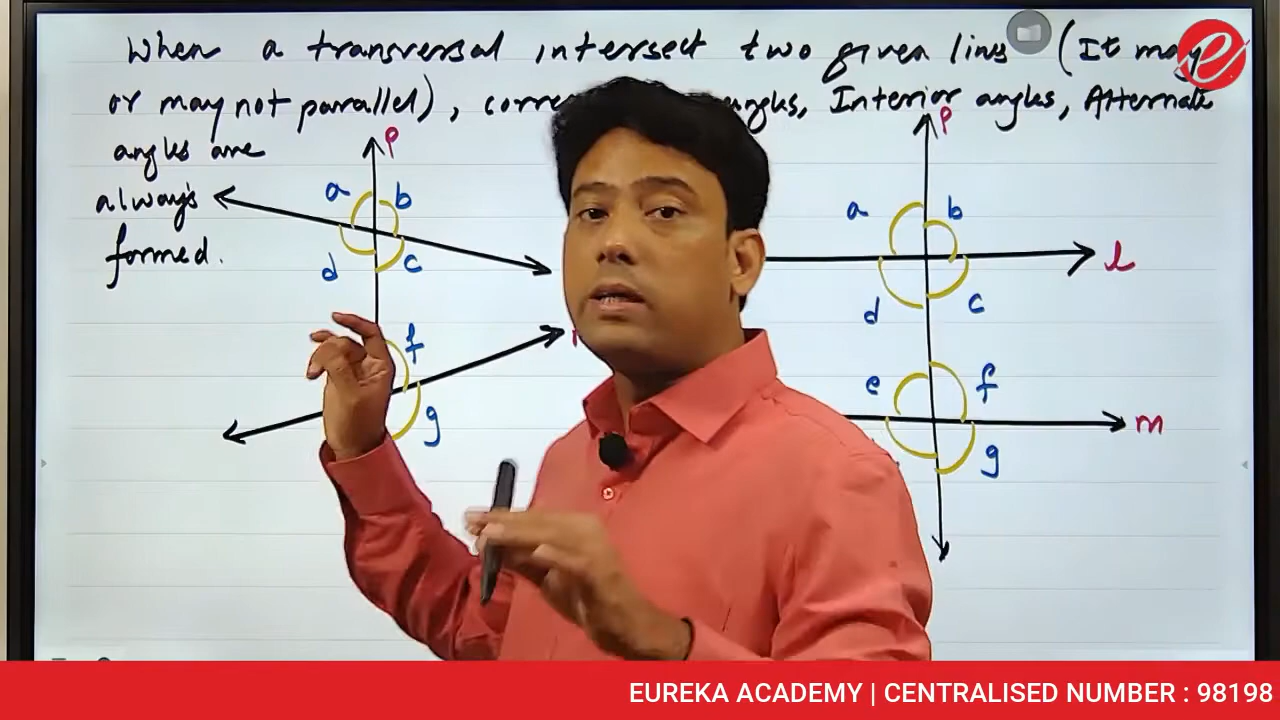 When a transversal intersect two given lines (It may
or may not parallel), corre angles, Interior angles, Alternate
angles are
always
formed.
P
a b
d c
f
g
P
a b
l
d c
e f
m
g
EUREKA ACADEMY | CENTRALISED NUMBER : 98198